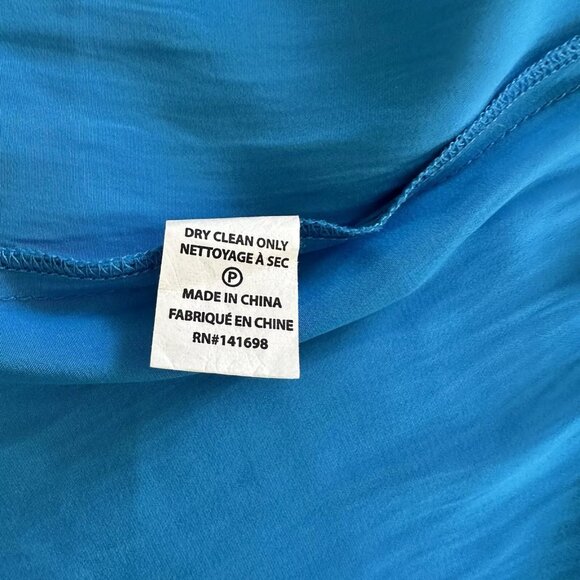 DRY CLEAN ONLY
NETTOYAGE À SEC
P
MADE IN CHINA
FABRIQUÉ EN CHINE
RN#141698